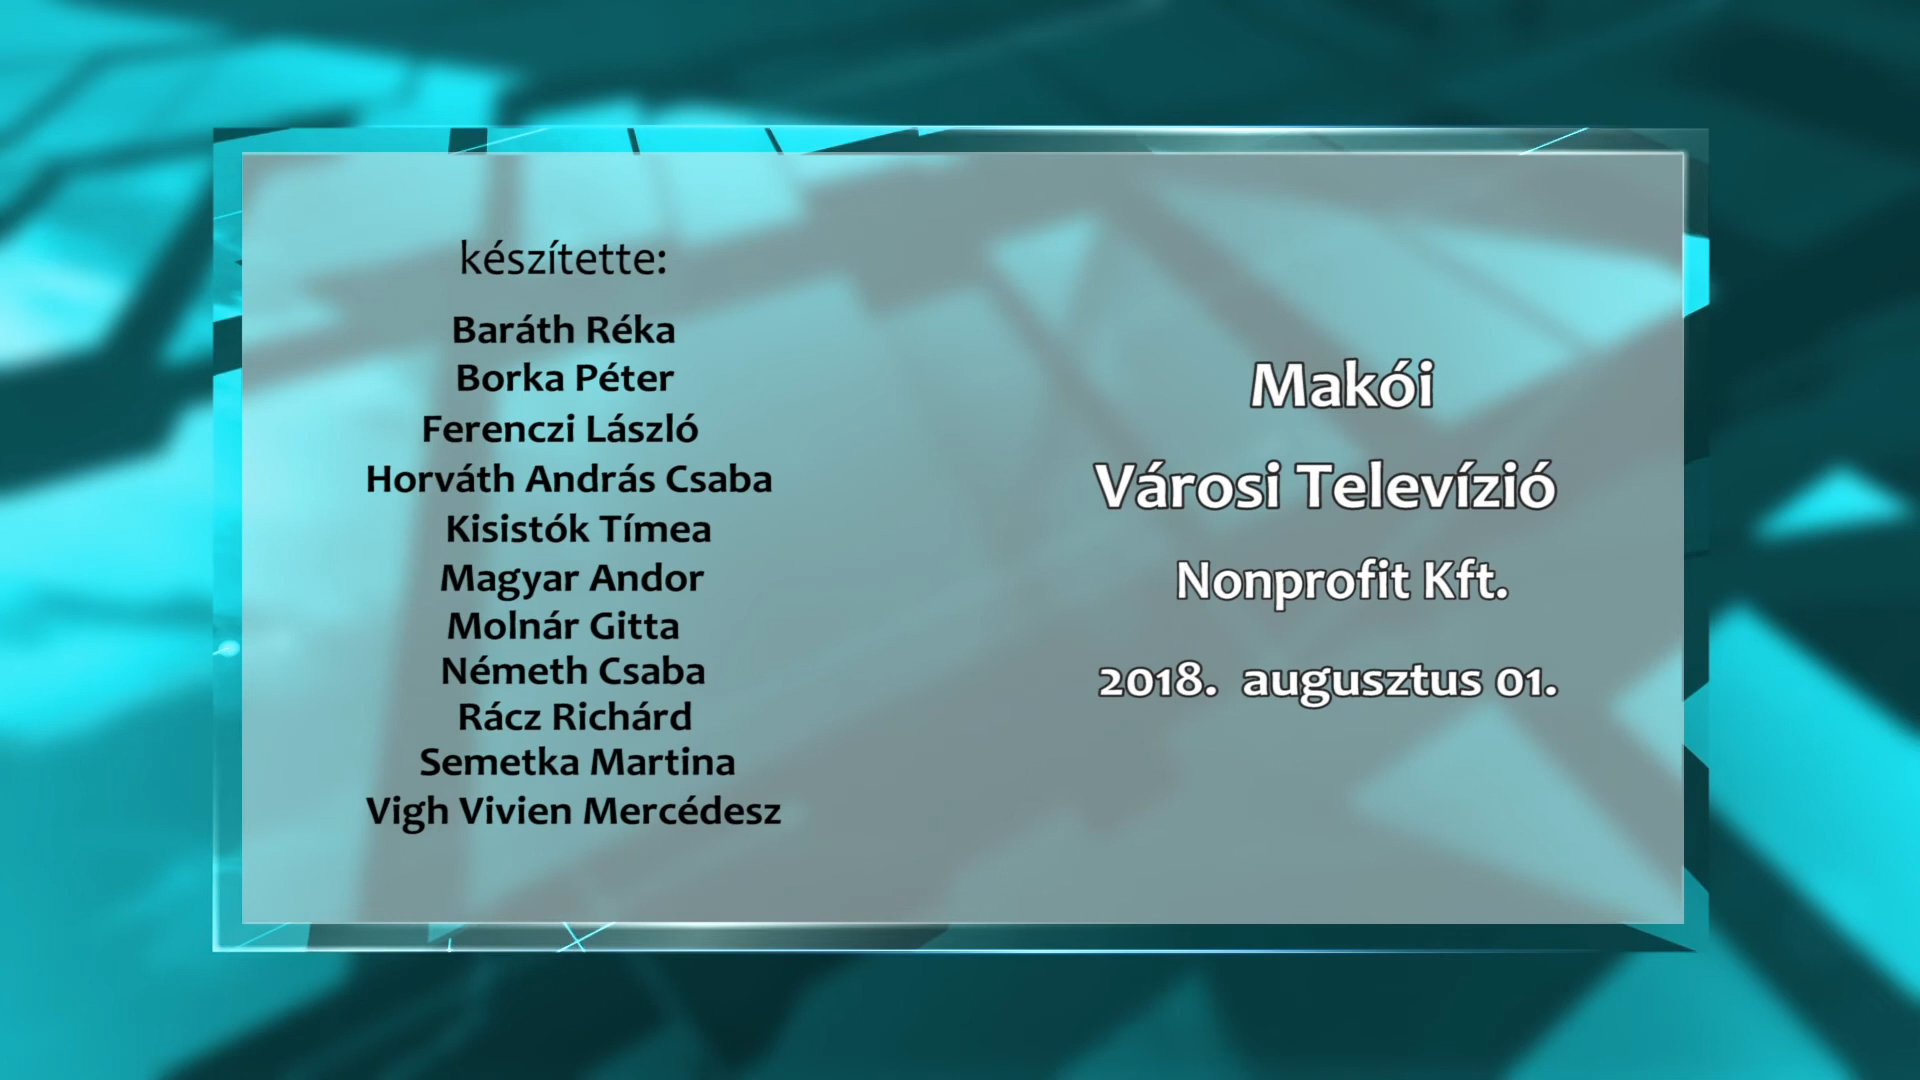 készítette:
Baráth Réka
Borka Péter
Ferenczi László
Horváth András Csaba
Kisistók Tímea
Magyar Andor
Molnár Gitta
Németh Csaba
Rácz Richárd
Semetka Martina
Vigh Vivien Mercédesz
Makói
Városi Televízió
Nonprofit Kft.
2018. augusztus 01.